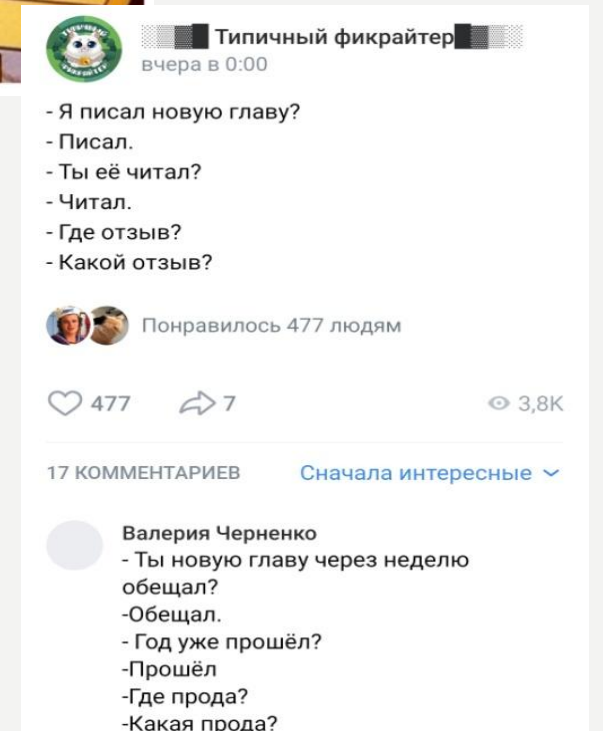 Типичный фикрайтер
вчера в 0:00
- Я писал новую главу?
- Писал.
- Ты её читал?
- Читал.
- Где отзыв?
- Какой отзыв?
Понравилось 477 людям
477 7 3,8K
17 КОММЕНТАРИЕВ Сначала интересные
Валерия Черненко
- Ты новую главу через неделю
обещал?
-Обещал.
- Год уже прошёл?
-Прошёл
-Где прода?
-Какая прода?